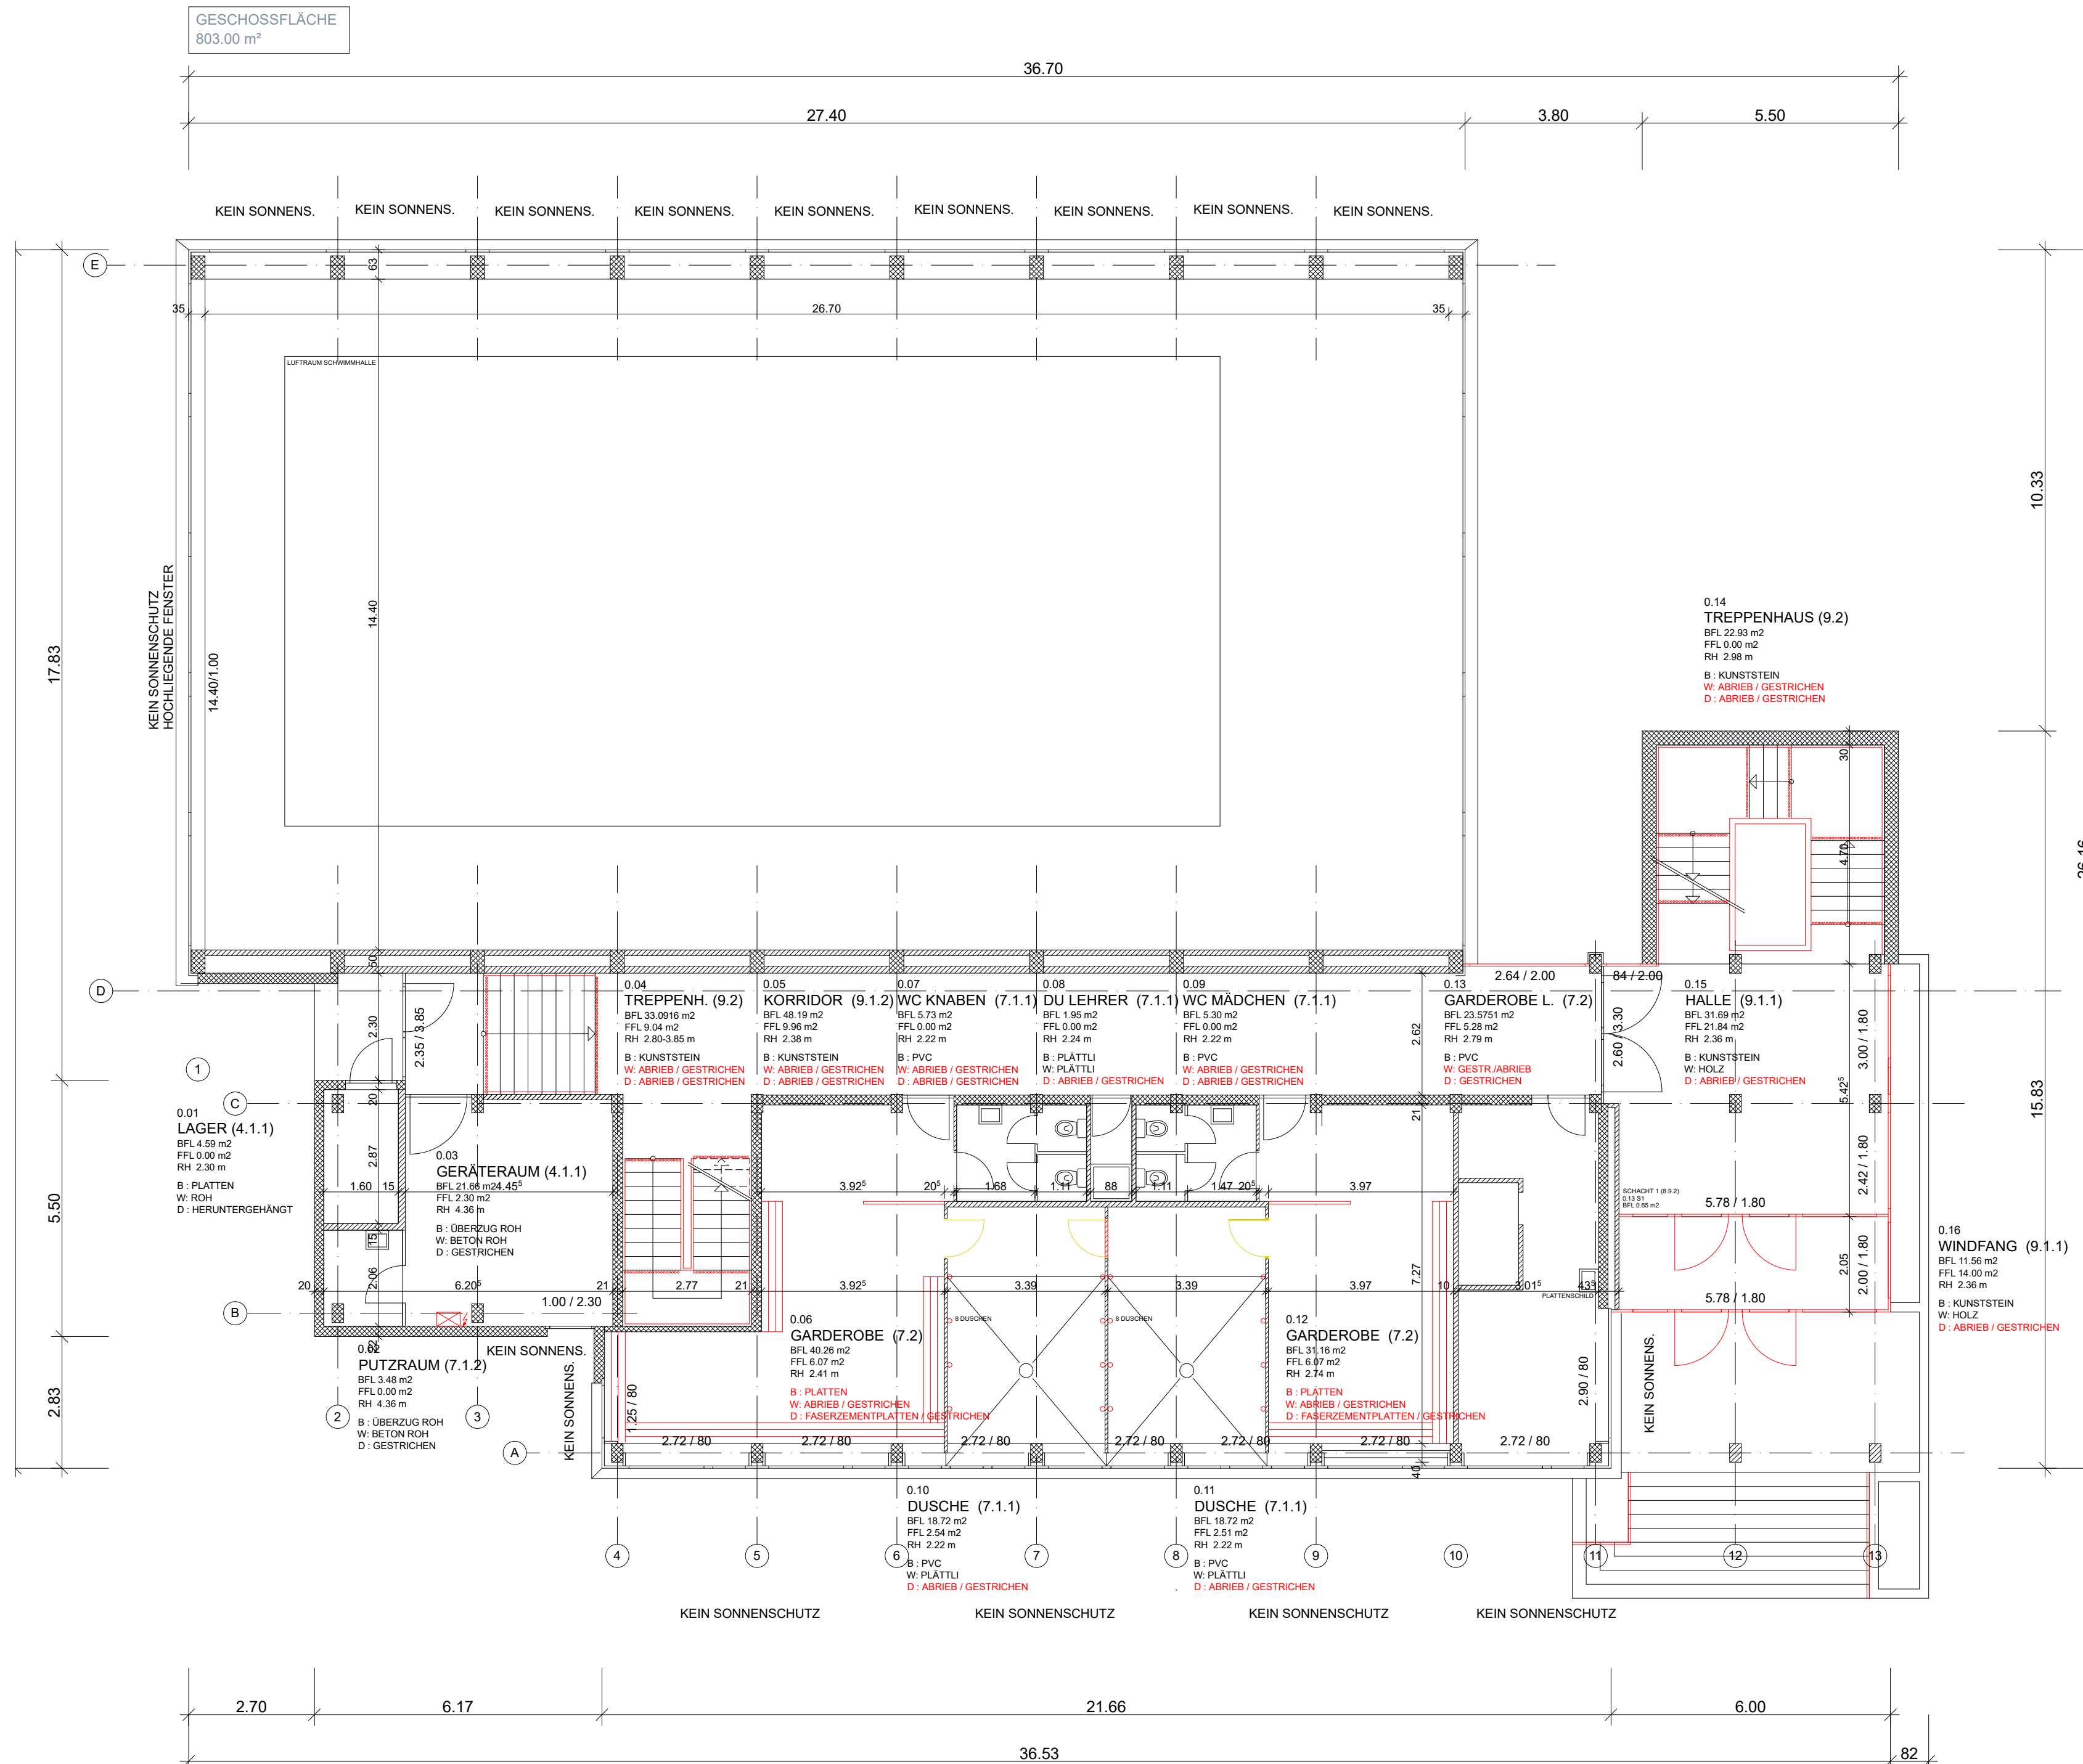 GESCHOSSFLÄCHE
803.00 m²
36.70
27.40
3.80
5.50
KEIN SONNENS.
KEIN SONNENS.
KEIN SONNENS.
KEIN SONNENS.
KEIN SONNENS.
KEIN SONNENS.
KEIN SONNENS.
KEIN SONNENS.
KEIN SONNENS.
E
63
35
26.70
35
LUFTRAUM SCHWIMMHALLE
10.33
17.83
KEIN SONNENSCHUTZ
HOCHLIEGENDE FENSTER
14.40/1.00
14.40
0.14
TREPPENHAUS (9.2)
BFL 22.93 m2
FFL 0.00 m2
RH 2.98 m
B : KUNSTSTEIN
W: ABRIEB / GESTRICHEN
D : ABRIEB / GESTRICHEN
30
4.70
26.16
50
D
2.30
2.35 / 3.85
0.04
TREPPENH. (9.2)
BFL 33.0916 m2
FFL 9.04 m2
RH 2.80-3.85 m
B : KUNSTSTEIN
W: ABRIEB / GESTRICHEN
D : ABRIEB / GESTRICHEN
0.05
KORRIDOR (9.1.2)
BFL 48.19 m2
FFL 9.96 m2
RH 2.38 m
B : KUNSTSTEIN
W: ABRIEB / GESTRICHEN
D : ABRIEB / GESTRICHEN
0.07
WC KNABEN (7.1.1)
BFL 5.73 m2
FFL 0.00 m2
RH 2.22 m
B : PVC
W: ABRIEB / GESTRICHEN
D : ABRIEB / GESTRICHEN
0.08
DU LEHRER (7.1.1)
BFL 1.95 m2
FFL 0.00 m2
RH 2.24 m
B : PLÄTTLI
W: PLÄTTLI
D : ABRIEB / GESTRICHEN
0.09
WC MÄDCHEN (7.1.1)
BFL 5.30 m2
FFL 0.00 m2
RH 2.22 m
B : PVC
W: ABRIEB / GESTRICHEN
D : ABRIEB / GESTRICHEN
2.62
2.64 / 2.00
84 / 2.00
0.13
GARDEROBE L. (7.2)
BFL 23.5751 m2
FFL 5.28 m2
RH 2.79 m
B : PVC
W: GESTR./ABRIEB
D : GESTRICHEN
2.60 / 3.30
0.15
HALLE (9.1.1)
BFL 31.69 m2
FFL 21.84 m2
RH 2.36 m
B : KUNSTSTEIN
W: HOLZ
D : ABRIEB / GESTRICHEN
3.00 / 1.80
5.42⁵
15.83
1
C
20
21
0.01
LAGER (4.1.1)
BFL 4.59 m2
FFL 0.00 m2
RH 2.30 m
B : PLATTEN
W: ROH
D : HERUNTERGEHÄNGT
2.87
0.03
GERÄTERAUM (4.1.1)
BFL 21.66 m2
4.45⁵
FFL 2.30 m2
RH 4.36 m
B : ÜBERZUG ROH
W: BETON ROH
D : GESTRICHEN
1.60
15
3.92⁵
20⁵
1.68
1.11
88
1.11
1.47
20⁵
3.97
2.42 / 1.80
SCHACHT 1 (8.9.2)
0.13 S1
BFL 0.65 m2
5.78 / 1.80
5.50
15
2.06
2.05
2.00 / 1.80
0.16
WINDFANG (9.1.1)
BFL 11.56 m2
FFL 14.00 m2
RH 2.36 m
B : KUNSTSTEIN
W: HOLZ
D : ABRIEB / GESTRICHEN
20
6.20⁵
21
2.77
21
3.92⁵
3.39
3.39
3.97
7.27
10
3.01⁵
43⁵
PLATTENSCHILD
5.78 / 1.80
B
1.00 / 2.30
8 DUSCHEN
8 DUSCHEN
0.06
GARDEROBE (7.2)
BFL 40.26 m2
FFL 6.07 m2
RH 2.41 m
B : PLATTEN
W: ABRIEB / GESTRICHEN
D : FASERZEMENTPLATTEN / GESTRICHEN
0.12
GARDEROBE (7.2)
BFL 31.16 m2
FFL 6.07 m2
RH 2.74 m
B : PLATTEN
W: ABRIEB / GESTRICHEN
D : FASERZEMENTPLATTEN / GESTRICHEN
0.02
PUTZRAUM (7.1.2)
BFL 3.48 m2
FFL 0.00 m2
RH 4.36 m
B : ÜBERZUG ROH
W: BETON ROH
D : GESTRICHEN
KEIN SONNENS.
KEIN SONNENS.
KEIN SONNENS.
1.25 / 80
2.90 / 80
2.83
2
3
A
2.72 / 80
2.72 / 80
2.72 / 80
2.72 / 80
2.72 / 80
2.72 / 80
2.72 / 80
40
0.10
DUSCHE (7.1.1)
BFL 18.72 m2
FFL 2.54 m2
RH 2.22 m
B : PVC
W: PLÄTTLI
D : ABRIEB / GESTRICHEN
0.11
DUSCHE (7.1.1)
BFL 18.72 m2
FFL 2.51 m2
RH 2.22 m
B : PVC
W: PLÄTTLI
D : ABRIEB / GESTRICHEN
4
5
6
7
8
9
10
11
12
13
KEIN SONNENSCHUTZ
KEIN SONNENSCHUTZ
KEIN SONNENSCHUTZ
KEIN SONNENSCHUTZ
2.70
6.17
21.66
6.00
36.53
82